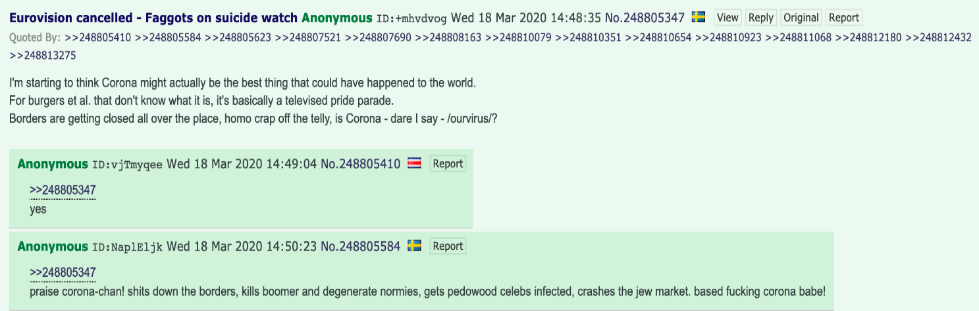 Eurovision cancelled - Faggots on suicide watch Anonymous ID:+mhvdvog Wed 18 Mar 2020 14:48:35 No.248805347 View Reply Original Report
Quoted By: >>248805410 >>248805584 >>248805623 >>248807521 >>248807690 >>248808163 >>248810079 >>248810351 >>248810654 >>248810923 >>248811068 >>248812180 >>248812432
>>248813275
I'm starting to think Corona might actually be the best thing that could have happened to the world.
For burgers et al. that don't know what it is, it's basically a televised pride parade.
Borders are getting closed all over the place, homo crap off the telly, is Corona - dare I say - /ourvirus/?
Anonymous ID:vjTmyqee Wed 18 Mar 2020 14:49:04 No.248805410 Report
>>248805347
yes
Anonymous ID:NaplEljk Wed 18 Mar 2020 14:50:23 No.248805584 Report
>>248805347
praise corona-chan! shits down the borders, kills boomer and degenerate normies, gets pedowood celebs infected, crashes the jew market. based fucking corona babe!